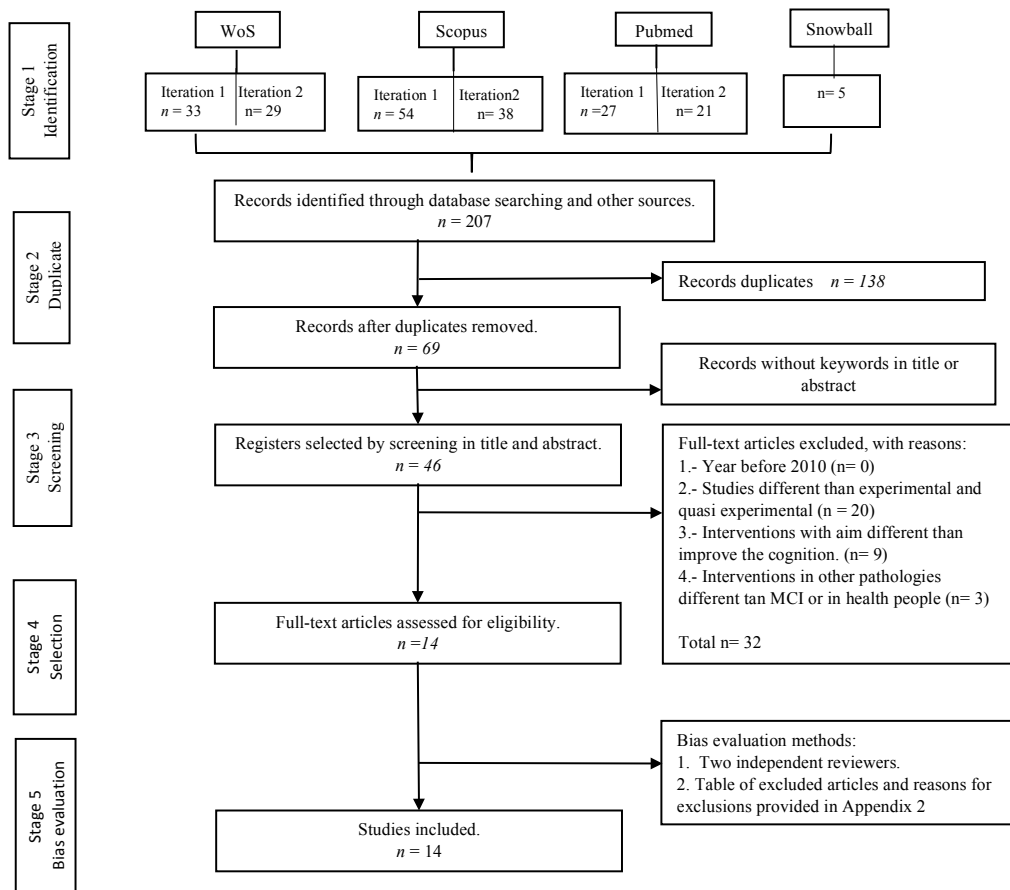 Stage 1
Identification
WoS
Scopus
Pubmed
Snowball
Iteration 1
n = 33
Iteration 2
n= 29
Iteration 1
n = 54
Iteration2
n= 38
Iteration 1
n =27
Iteration 2
n= 21
n= 5
Records identified through database searching and other sources.
n = 207
Stage 2
Duplicate
Records duplicates n = 138
Records after duplicates removed.
n = 69
Records without keywords in title or
abstract
Stage 3
Screening
Registers selected by screening in title and abstract.
n = 46
Full-text articles excluded, with reasons:
1.- Year before 2010 (n= 0)
2.- Studies different than experimental and
quasi experimental (n = 20)
3.- Interventions with aim different than
improve the cognition. (n= 9)
4.- Interventions in other pathologies
different tan MCI or in health people (n= 3)
Total n= 32
Stage 4
Selection
Full-text articles assessed for eligibility.
n =14
Stage 5
Bias evaluation
Bias evaluation methods:
1. Two independent reviewers.
2. Table of excluded articles and reasons for
exclusions provided in Appendix 2
Studies included.
n = 14